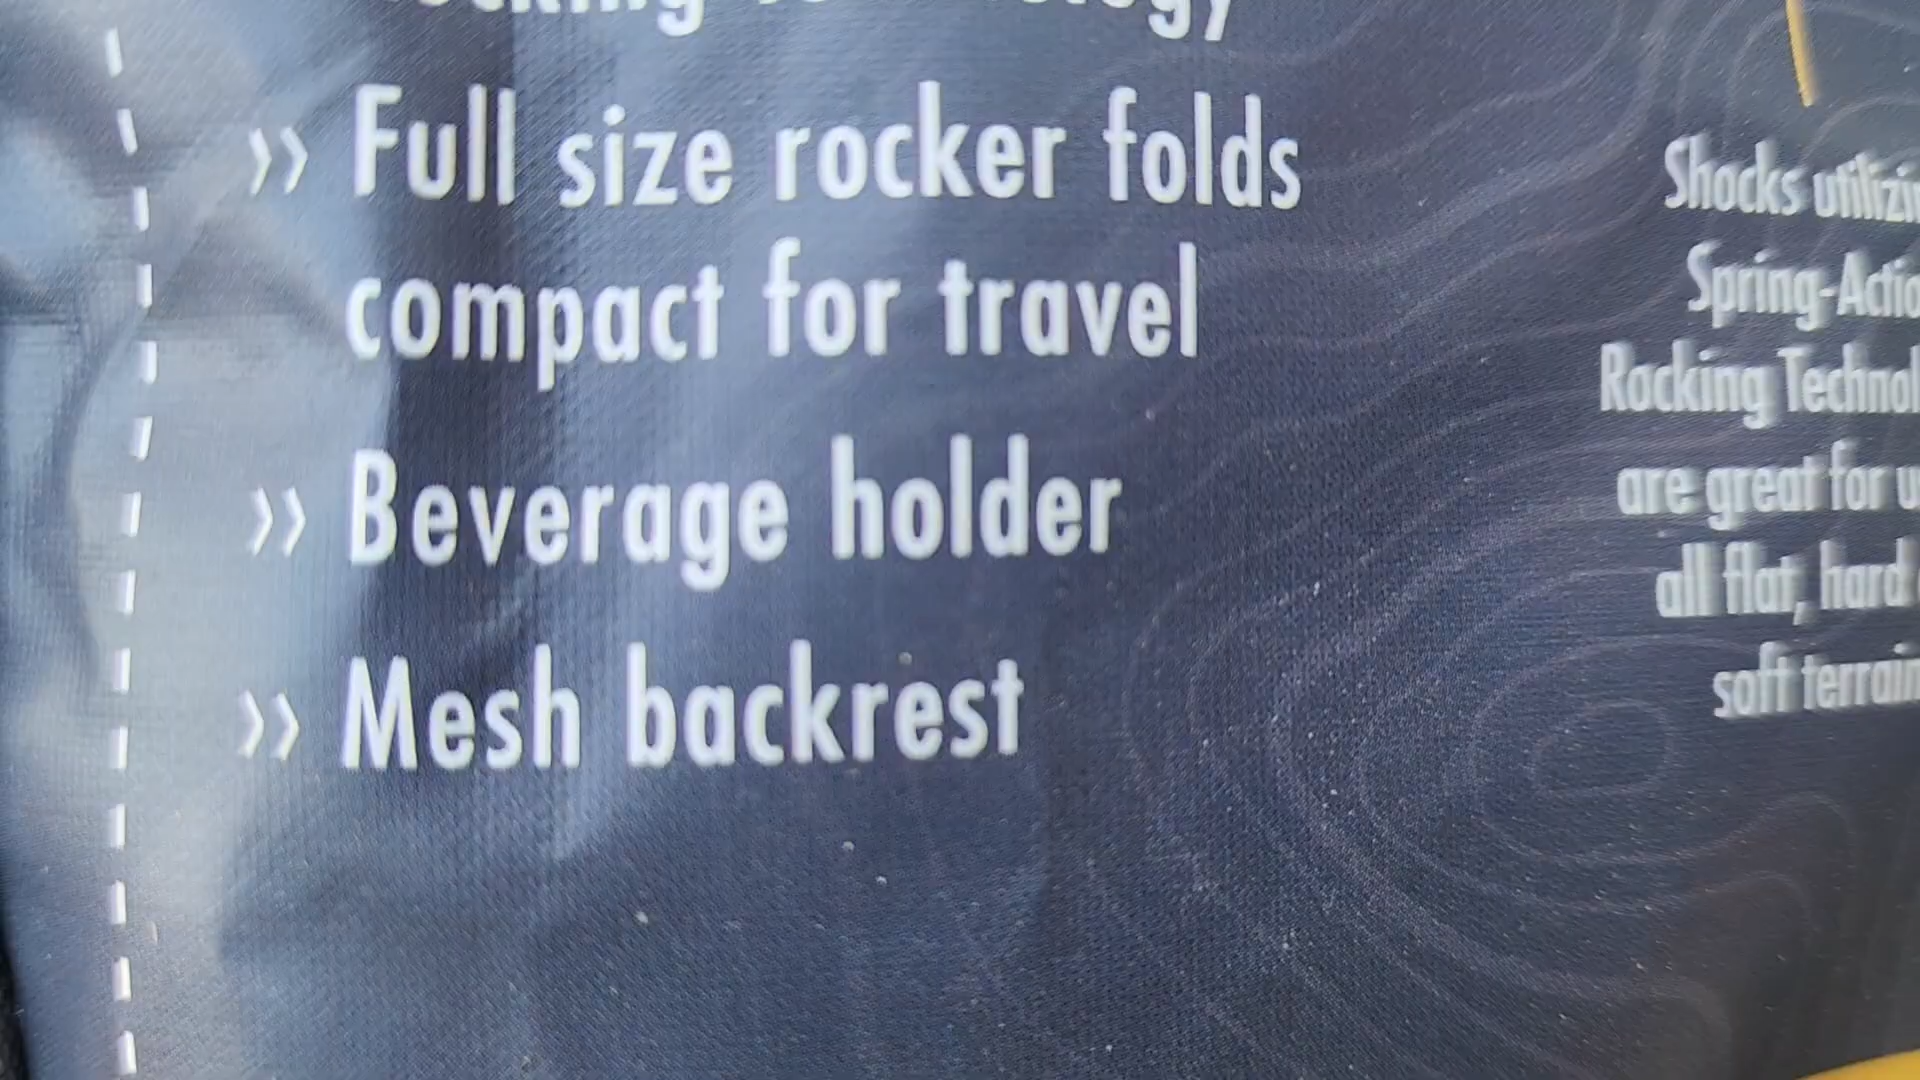 ›› Full size rocker folds
compact for travel
›› Beverage holder
›› Mesh backrest
Shocks
Rocking
are great for
all flat, hard
soft